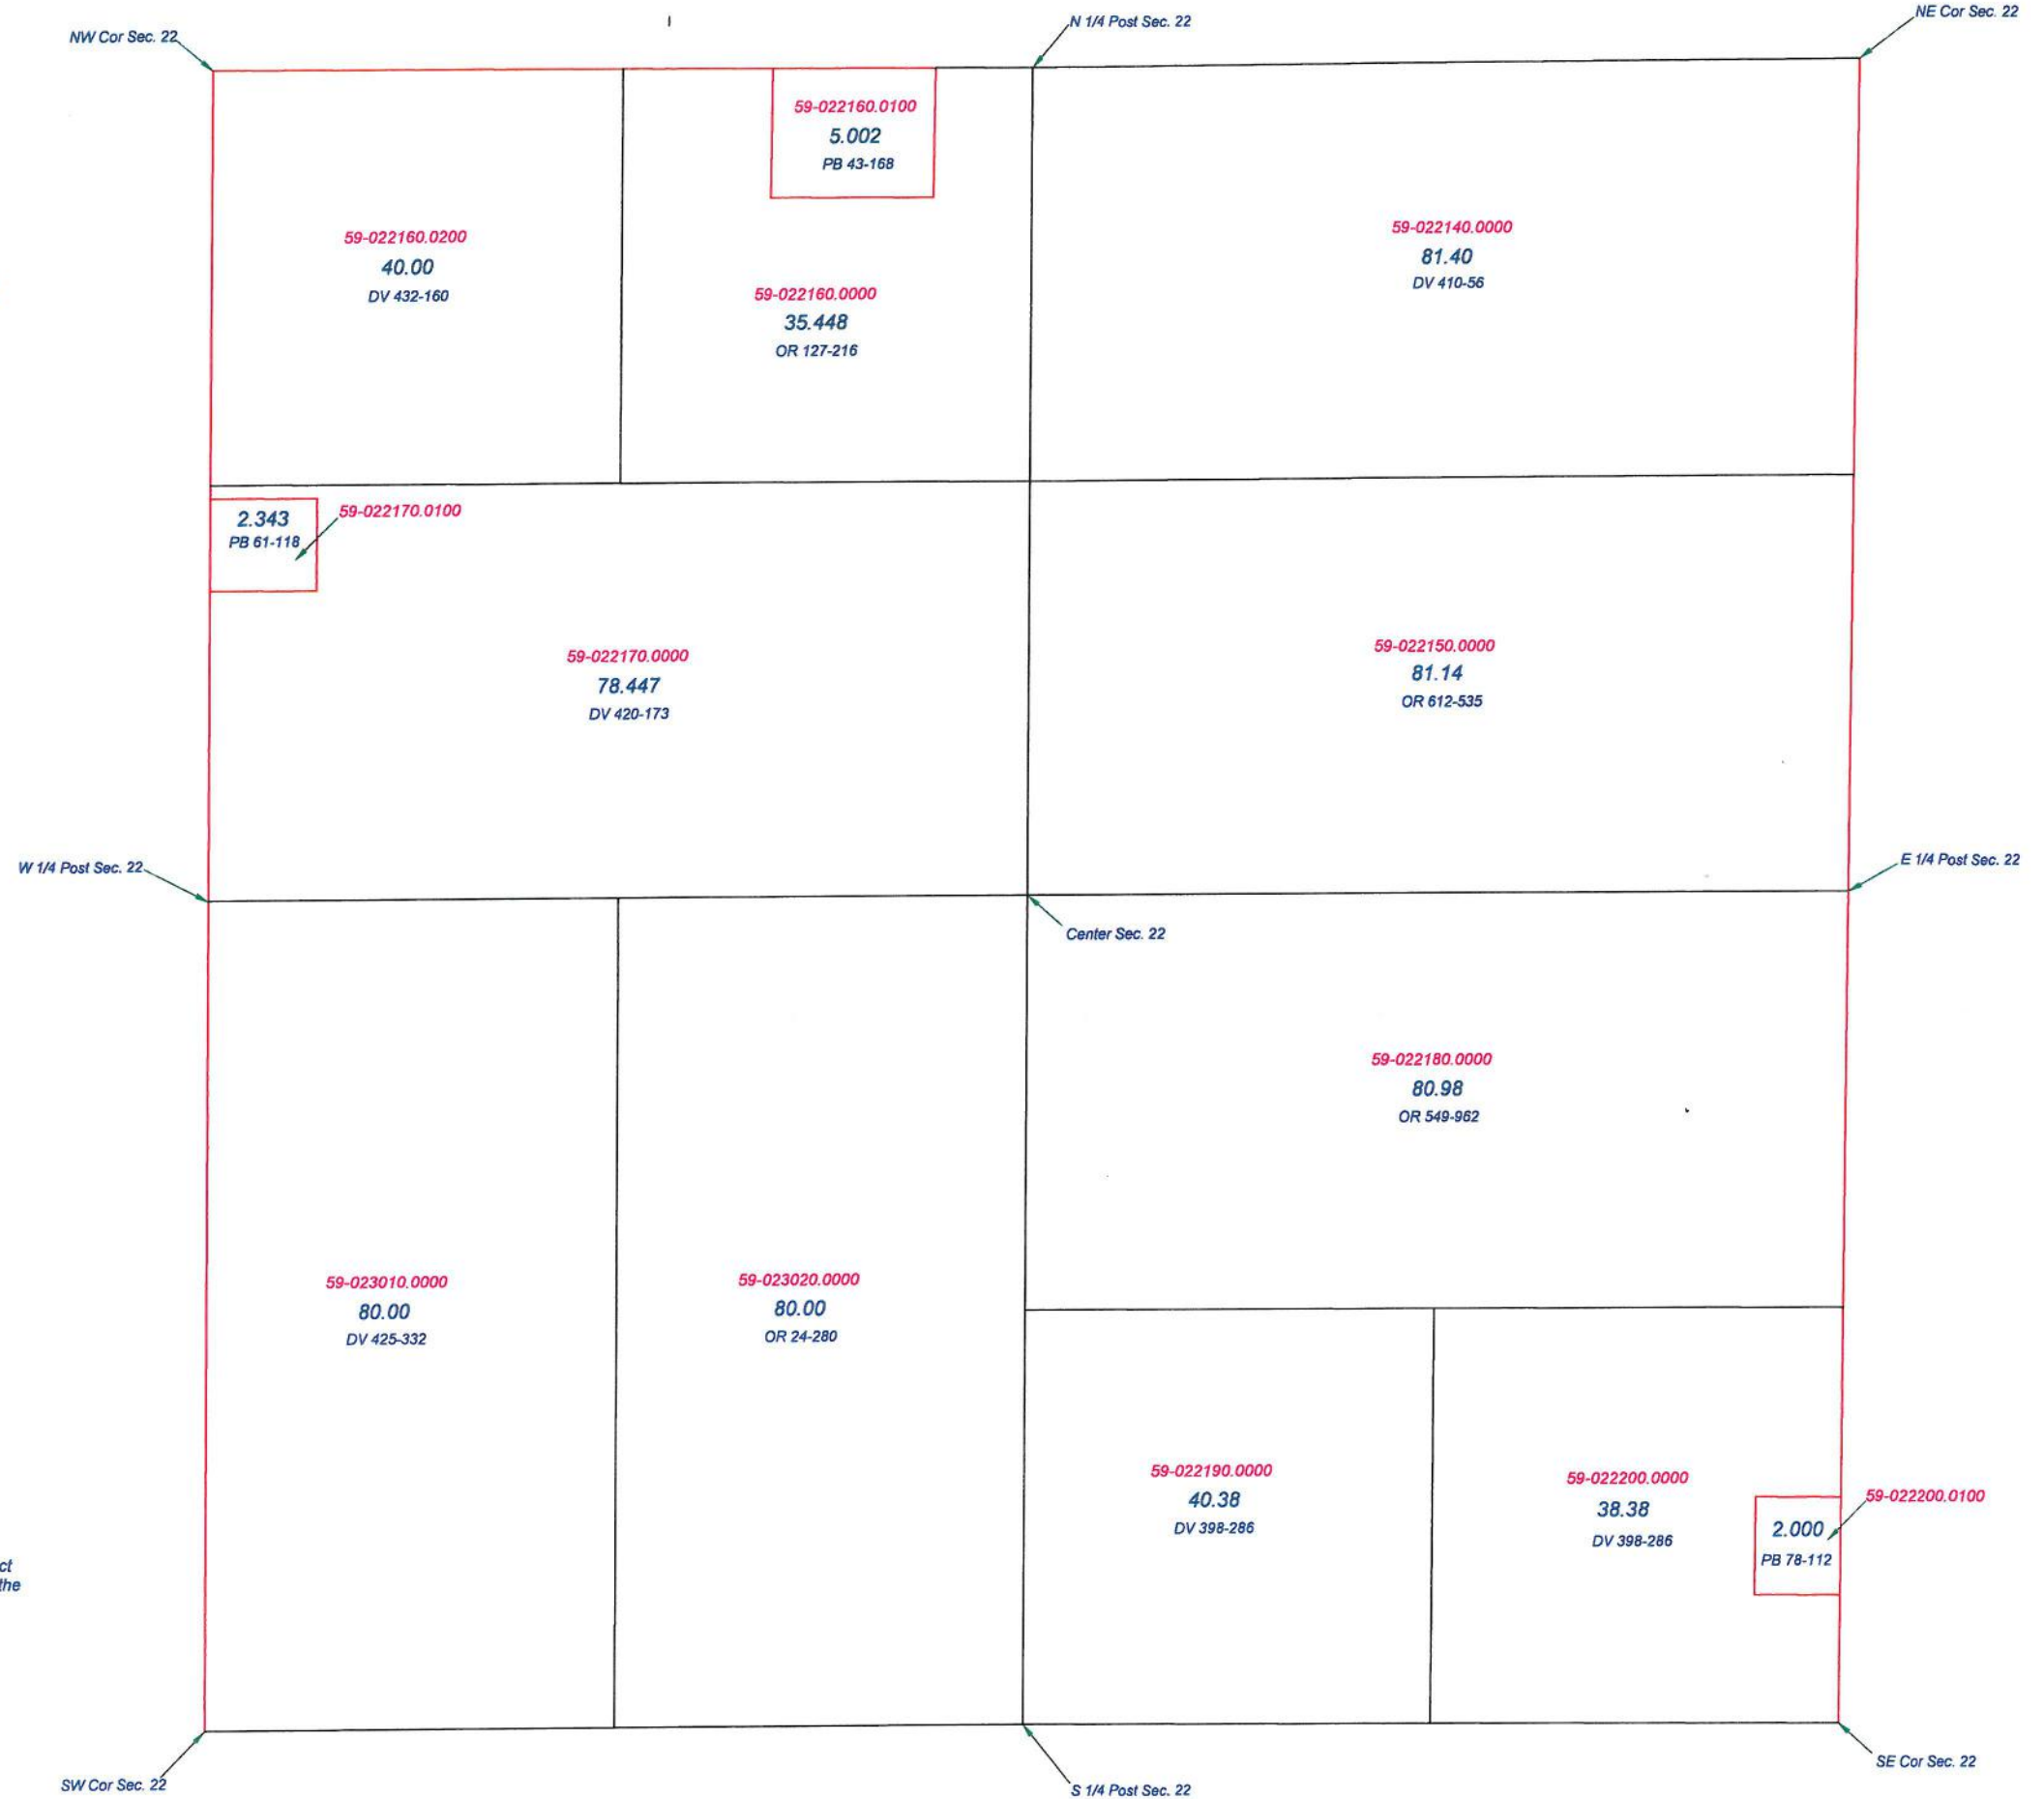 NW Cor Sec. 22
N 1/4 Post Sec. 22
NE Cor Sec. 22
59-022160.0100
5.002
PB 43-168
59-022160.0200
40.00
DV 432-160
59-022160.0000
35.448
OR 127-216
59-022140.0000
81.40
DV 410-56
2.343
PB 61-118
59-022170.0100
59-022170.0000
78.447
DV 420-173
59-022150.0000
81.14
OR 612-535
W 1/4 Post Sec. 22
E 1/4 Post Sec. 22
Center Sec. 22
59-022180.0000
80.98
OR 549-962
59-023010.0000
80.00
DV 425-332
59-023020.0000
80.00
OR 24-280
59-022190.0000
40.38
DV 398-286
59-022200.0000
38.38
DV 398-286
59-022200.0100
2.000
PB 78-112
ct
the
SW Cor Sec. 22
S 1/4 Post Sec. 22
SE Cor Sec. 22